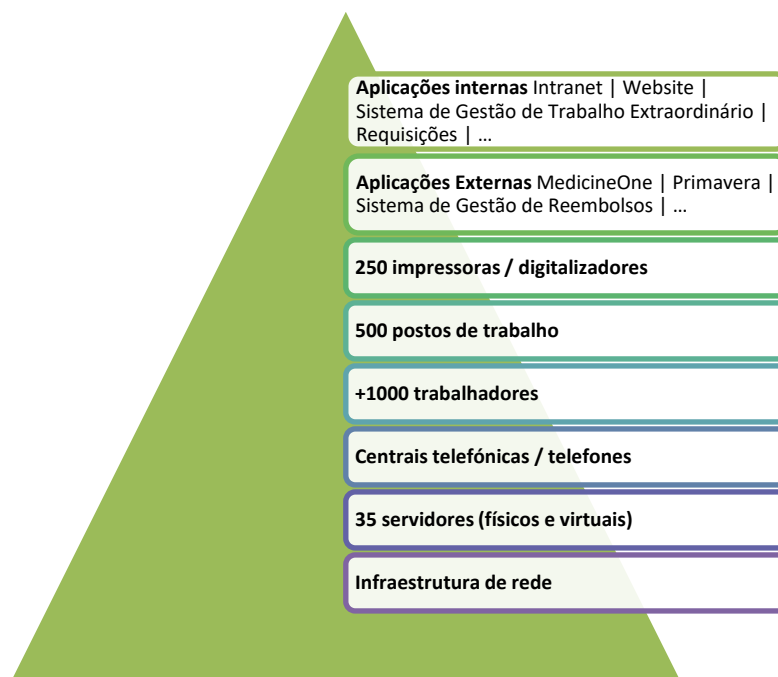 Aplicações internas Intranet | Website |
Sistema de Gestão de Trabalho Extraordinário |
Requisições | ...
Aplicações Externas MedicineOne | Primavera |
Sistema de Gestão de Reembolsos | ...
250 impressoras / digitalizadores
500 postos de trabalho
+1000 trabalhadores
Centrais telefónicas / telefones
35 servidores (físicos e virtuais)
Infraestrutura de rede